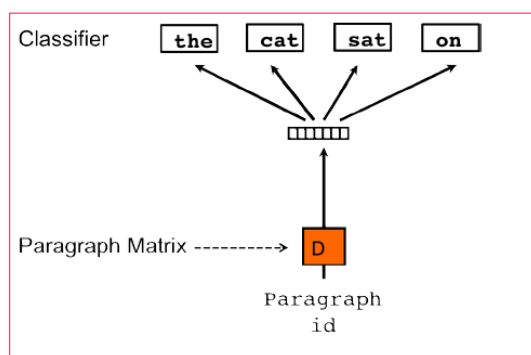 Classifier the cat sat on
Paragraph Matrix D
Paragraph
id